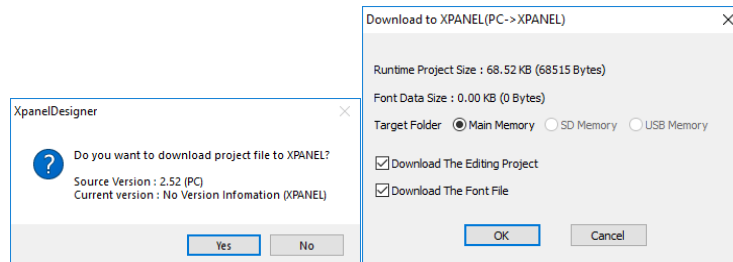 XpanelDesigner
Do you want to download project file to XPANEL?
Source Version : 2.52 (PC)
Current version : No Version Infomation (XPANEL)
Yes
No
Download to XPANEL(PC->XPANEL)
Runtime Project Size : 68.52 KB (68515 Bytes)
Font Data Size : 0.00 KB (0 Bytes)
Target Folder Main Memory SD Memory USB Memory
Download The Editing Project
Download The Font File
OK
Cancel